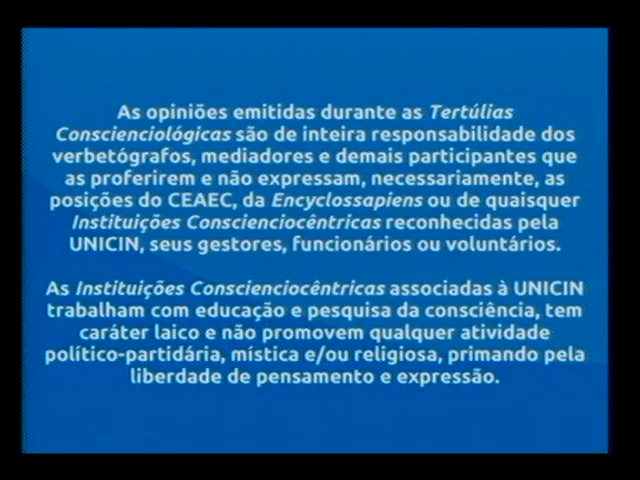 As opiniões emitidas durante as Tertúlias
Conscienciológicas são de inteira responsabilidade dos
verbetógrafos, mediadores e demais participantes que
as proferirem e não expressam, necessariamente, as
posições do CEAEC, da Encyclossapiens ou de quaisquer
Instituições Conscienciocêntricas reconhecidas pela
UNICIN, seus gestores, funcionários ou voluntários.
As Instituições Conscienciocêntricas associadas à UNICIN
trabalham com educação e pesquisa da consciência, tem
caráter laico e não promovem qualquer atividade
político-partidária, mística e/ou religiosa, primando pela
liberdade de pensamento e expressão.